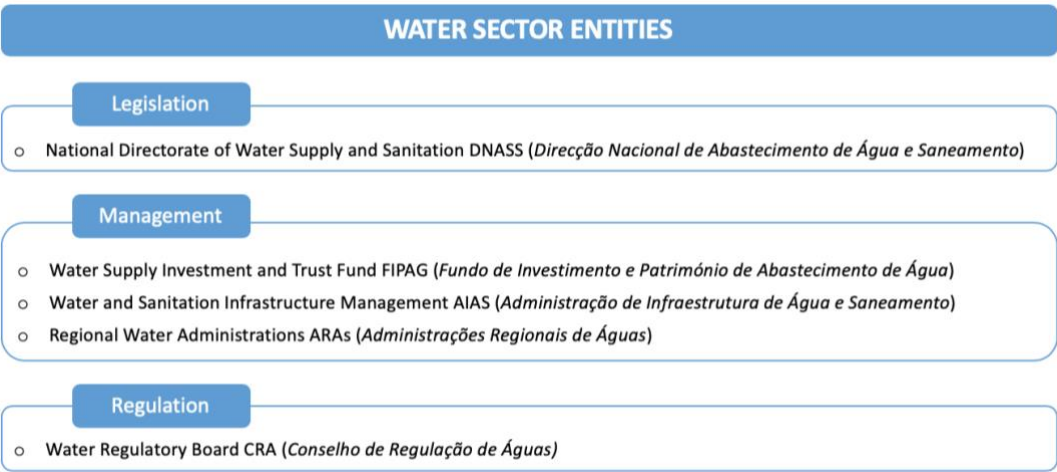 WATER SECTOR ENTITIES
Legislation
o National Directorate of Water Supply and Sanitation DNASS (Direcção Nacional de Abastecimento de Água e Saneamento)
Management
o Water Supply Investment and Trust Fund FIPAG (Fundo de Investimento e Património de Abastecimento de Água)
o Water and Sanitation Infrastructure Management AIAS (Administração de Infraestrutura de Água e Saneamento)
o Regional Water Administrations ARAs (Administrações Regionais de Águas)
Regulation
o Water Regulatory Board CRA (Conselho de Regulação de Águas)